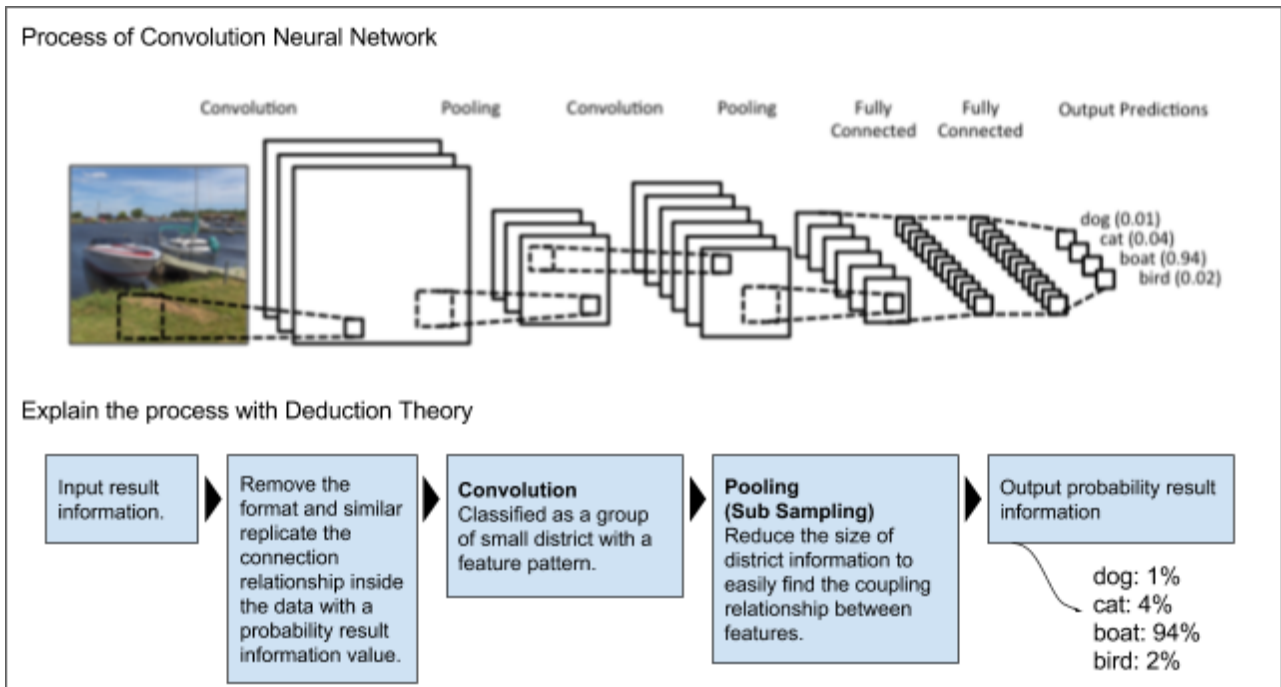 Process of Convolution Neural Network
Convolution
Pooling
Convolution
Pooling
Fully
Connected
Fully
Connected
Output Predictions
dog (0.01)
cat (0.04)
boat (0.94)
bird (0.02)
Explain the process with Deduction Theory
Input result
information.
Remove the
format and similar
replicate the
connection
relationship inside
the data with a
probability result
information value.
Convolution
Classified as a group
of small district with a
feature pattern.
Pooling
(Sub Sampling)
Reduce the size of
district information to
easily find the coupling
relationship between
features.
Output probability result
information
dog: 1%
cat: 4%
boat: 94%
bird: 2%